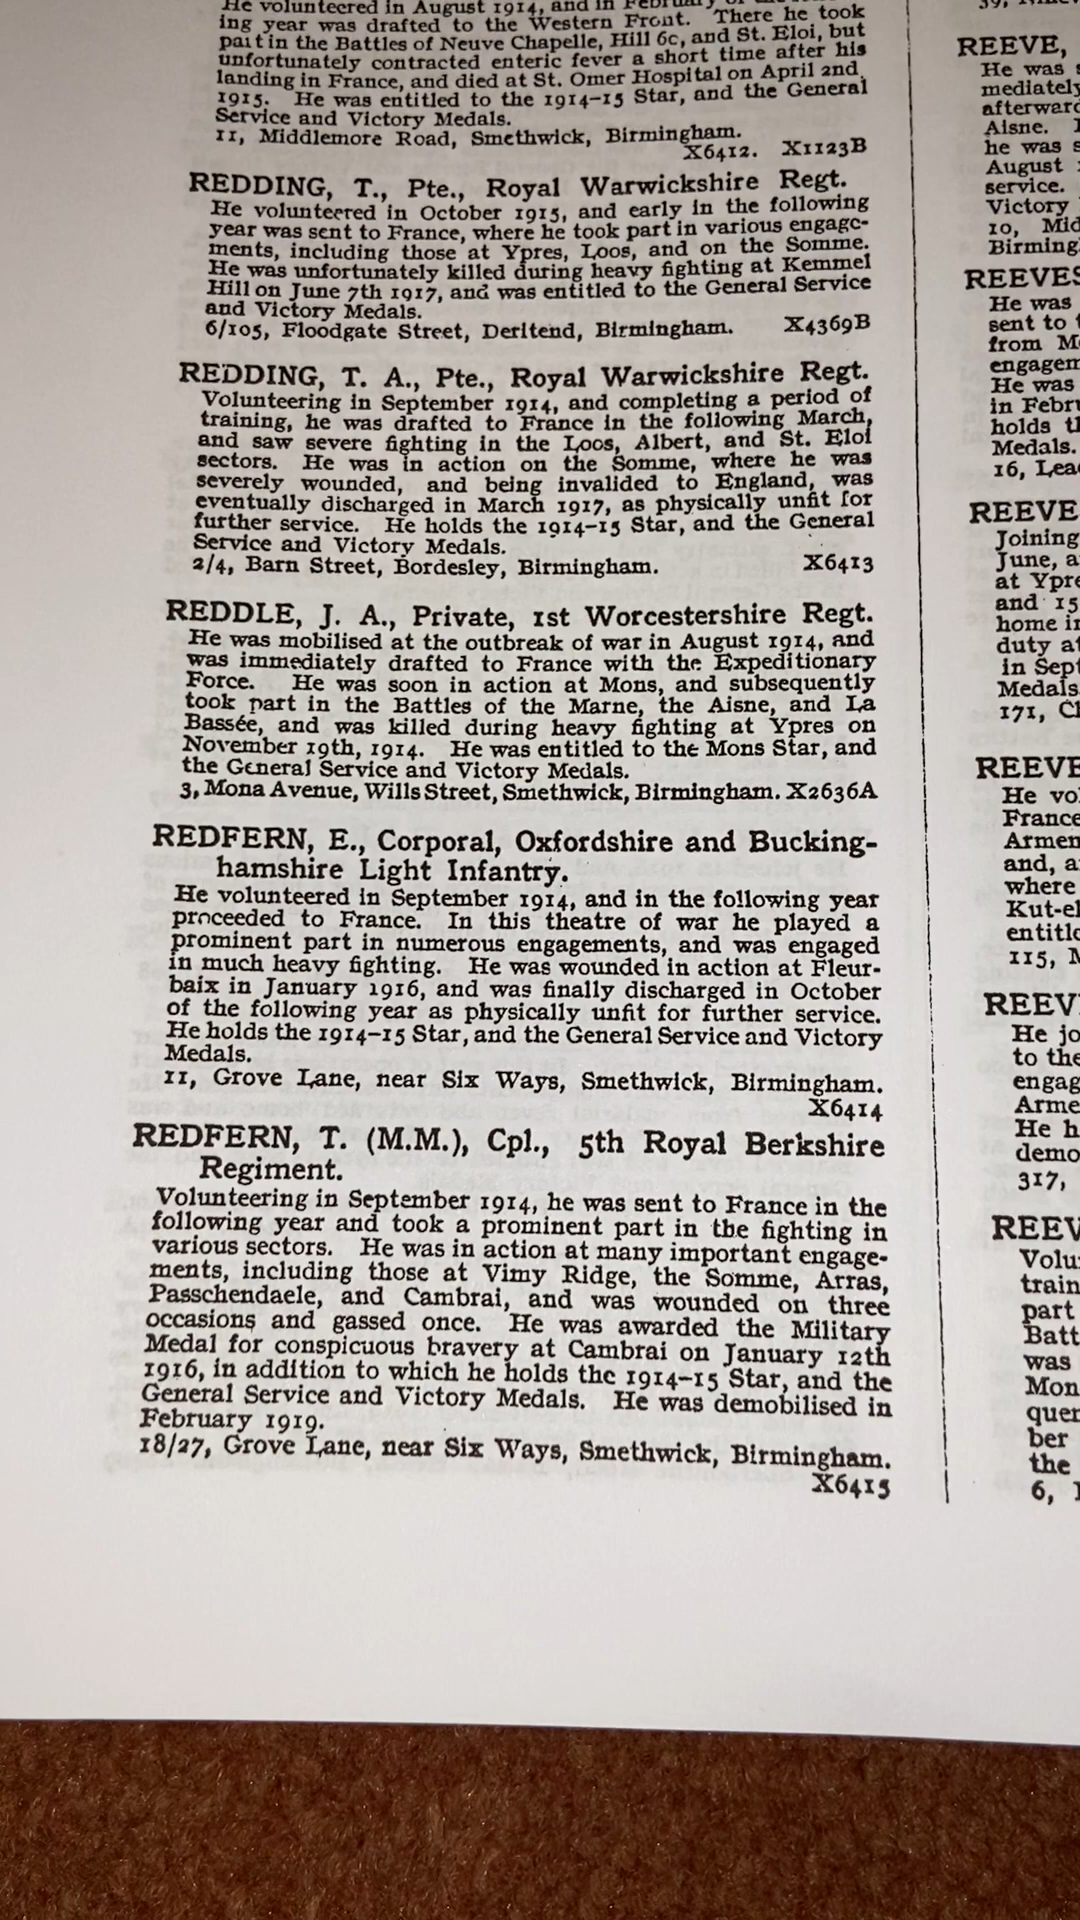 He volunteered in August 1914, and in February
ing year was drafted to the Western Front. There he took
part in the Battles of Neuve Chapelle, Hill 60, and St. Eloi, but
unfortunately contracted enteric fever a short time after his
landing in France, and died at St. Omer Hospital on April 2nd,
1915. He was entitled to the 1914-15 Star, and the General
Service and Victory Medals.
11, Middlemore Road, Smethwick, Birmingham.
X6412. X1123B
REDDING, T., Pte., Royal Warwickshire Regt.
He volunteered in October 1915, and early in the following
year was sent to France, where he took part in various engage-
ments, including those at Ypres, Loos, and on the Somme.
He was unfortunately killed during heavy fighting at Kemmel
Hill on June 7th 1917, and was entitled to the General Service
and Victory Medals.
6/105, Floodgate Street, Deritend, Birmingham. X4369B
REDDING, T. A., Pte., Royal Warwickshire Regt.
Volunteering in September 1914, and completing a period of
training, he was drafted to France in the following March,
and saw severe fighting in the Loos, Albert, and St. Eloi
sectors. He was in action on the Somme, where he was
severely wounded, and being invalided to England, was
eventually discharged in March 1917, as physically unfit for
further service. He holds the 1914-15 Star, and the General
Service and Victory Medals.
2/4, Barn Street, Bordesley, Birmingham. X6413
REDDLE, J. A., Private, 1st Worcestershire Regt.
He was mobilised at the outbreak of war in August 1914, and
was immediately drafted to France with the Expeditionary
Force. He was soon in action at Mons, and subsequently
took part in the Battles of the Marne, the Aisne, and La
Bassée, and was killed during heavy fighting at Ypres on
November 19th, 1914. He was entitled to the Mons Star, and
the General Service and Victory Medals.
3, Mona Avenue, Wills Street, Smethwick, Birmingham. X2636A
REDFERN, E., Corporal, Oxfordshire and Bucking-
hamshire Light Infantry.
He volunteered in September 1914, and in the following year
proceeded to France. In this theatre of war he played a
prominent part in numerous engagements, and was engaged
in much heavy fighting. He was wounded in action at Fleur-
baix in January 1916, and was finally discharged in October
of the following year as physically unfit for further service.
He holds the 1914-15 Star, and the General Service and Victory
Medals.
11, Grove Lane, near Six Ways, Smethwick, Birmingham.
X6414
REDFERN, T. (M.M.), Cpl., 5th Royal Berkshire
Regiment.
Volunteering in September 1914, he was sent to France in the
following year and took a prominent part in the fighting in
various sectors. He was in action at many important engage-
ments, including those at Vimy Ridge, the Somme, Arras,
Passchendaele, and Cambrai, and was wounded on three
occasions and gassed once. He was awarded the Military
Medal for conspicuous bravery at Cambrai on January 12th
1916, in addition to which he holds the 1914-15 Star, and the
General Service and Victory Medals. He was demobilised in
February 1919.
18/27, Grove Lane, near Six Ways, Smethwick, Birmingham.
X6415
REEVE,
He was
mediately
afterward
Aisne.
he was
August
service.
Victory
10, Mid
Birming
REEVES
He was
sent to
from M
engagem
He was
in Febru
holds th
Medals.
16, Lea
REEVE
Joining
June, a
at Ypre
and 15
home in
duty at
in Sept
Medals
171, Cl
REEVE
He vo
France
Armen
and, a
where
Kut-el
entitle
115, M
REEV
He jo
to the
engag
Arme
He h
demo
317,
REEV
Volu
train
part
Batt
was
Mon
quen
ber
the
6,